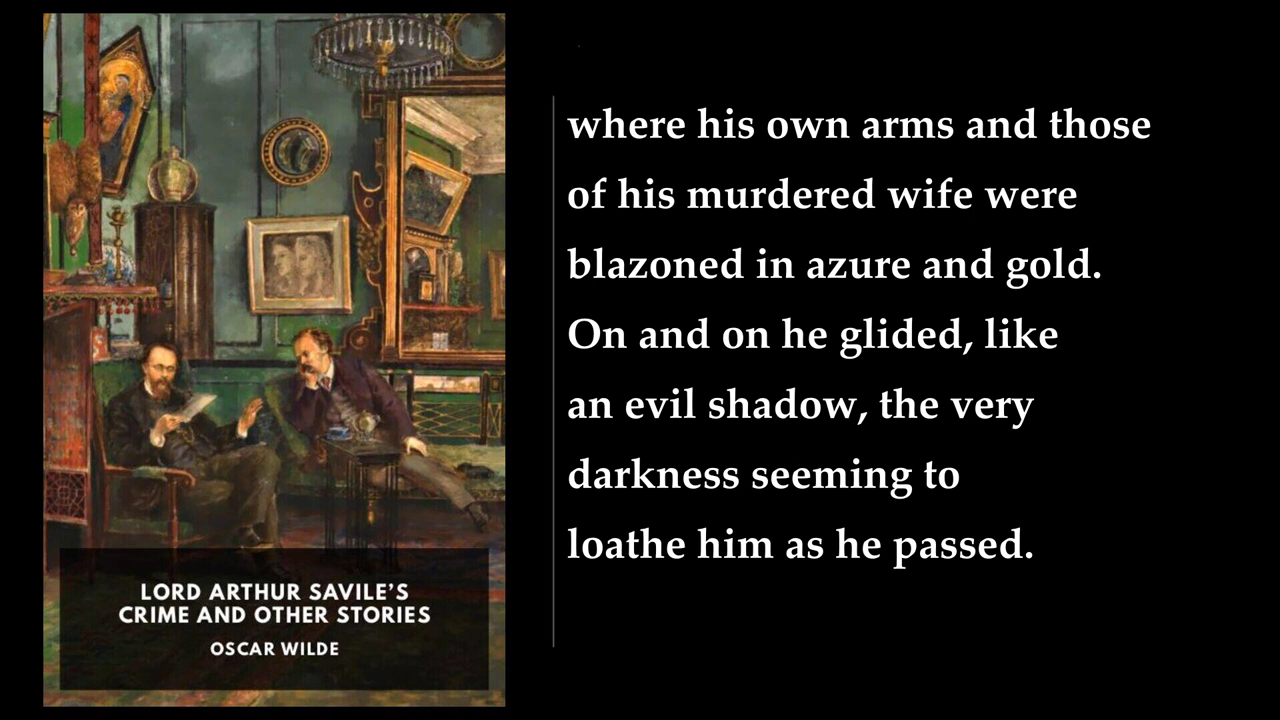 where his own arms and those
of his murdered wife were
blazoned in azure and gold.
On and on he glided, like
an evil shadow, the very
darkness seeming to
loathe him as he passed.
LORD ARTHUR SAVILE’S
CRIME AND OTHER STORIES
OSCAR WILDE